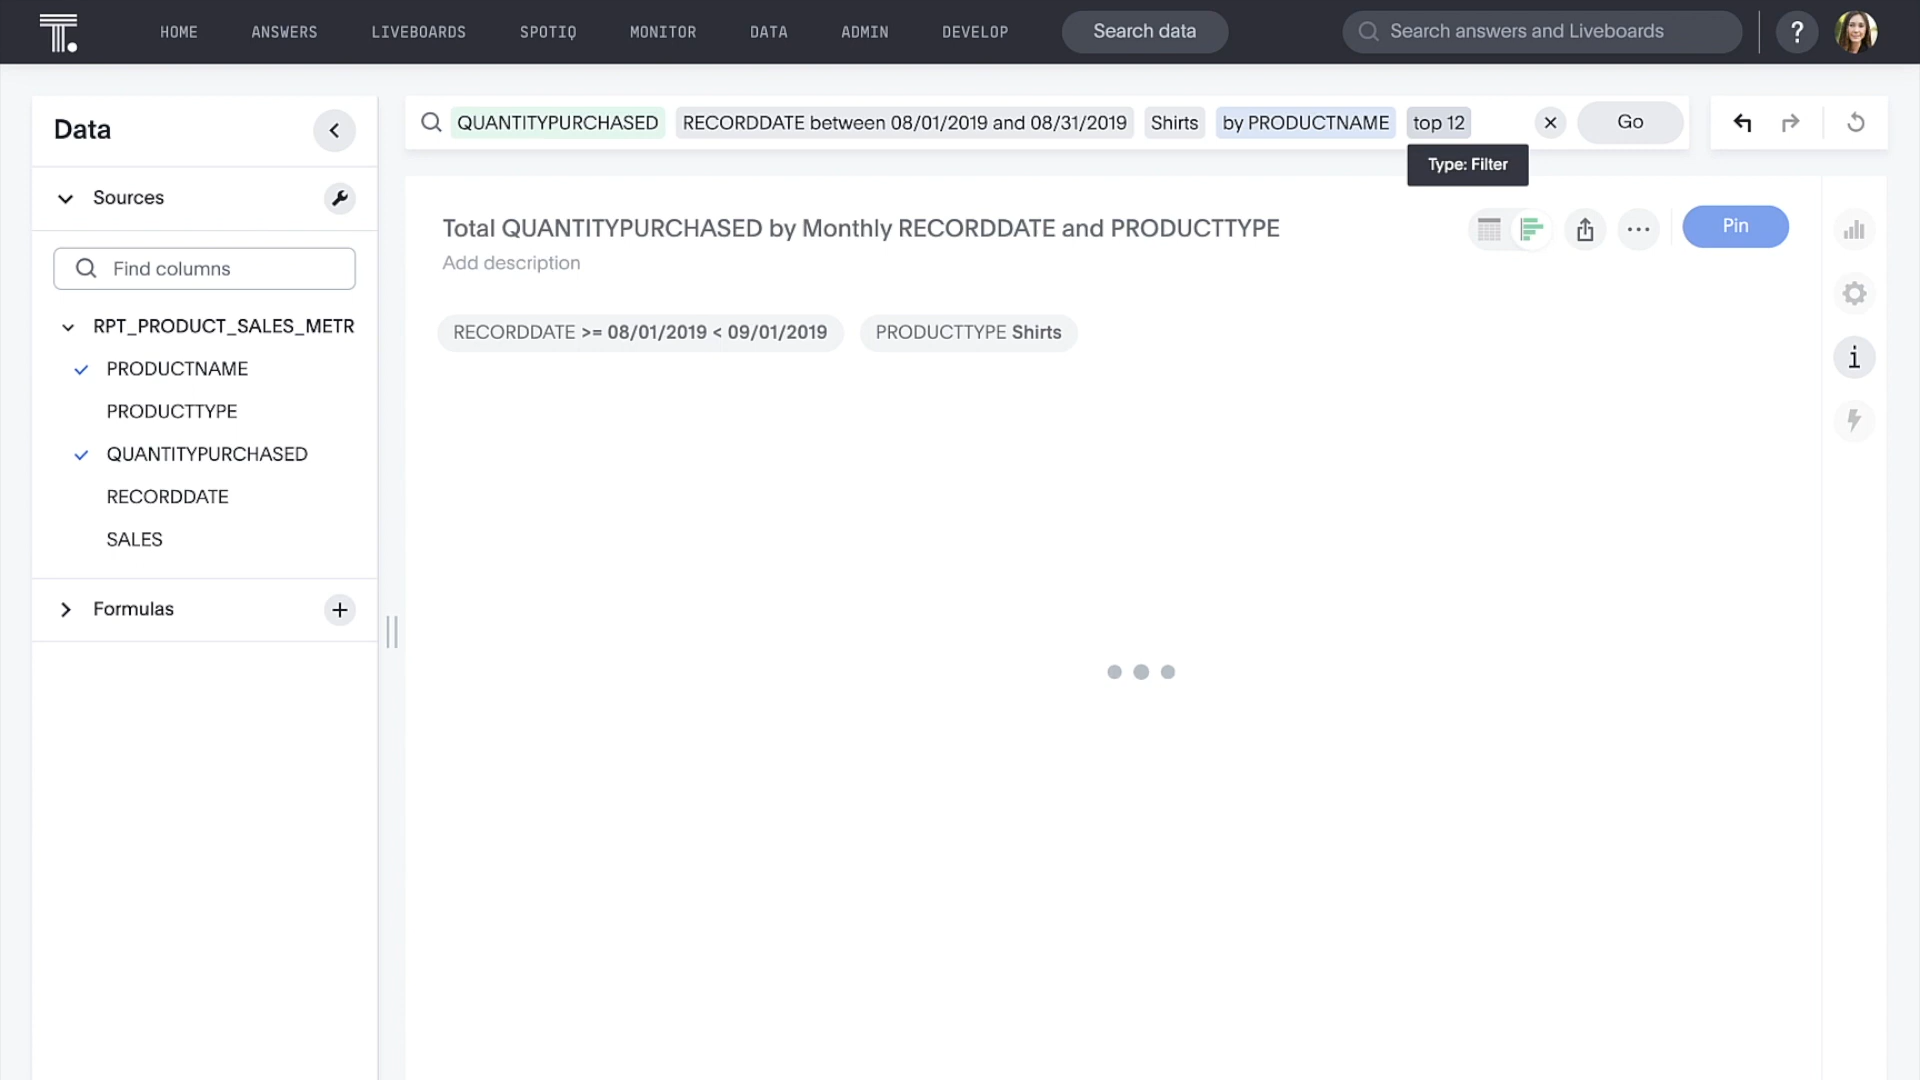 T.
HOME ANSWERS LIVEBOARDS SPOTIQ MONITOR DATA ADMIN DEVELOP Search data Search answers and Liveboards ?
Data
QUANTITYPURCHASED RECORDDATE between 08/01/2019 and 08/31/2019 Shirts by PRODUCTNAME top 12 Go
Type: Filter
Sources
Total QUANTITYPURCHASED by Monthly RECORDDATE and PRODUCTTYPE
Pin
Add description
Find columns
RECORDDATE >= 08/01/2019 < 09/01/2019 PRODUCTTYPE Shirts
RPT_PRODUCT_SALES_METR
PRODUCTNAME
PRODUCTTYPE
QUANTITYPURCHASED
RECORDDATE
SALES
Formulas